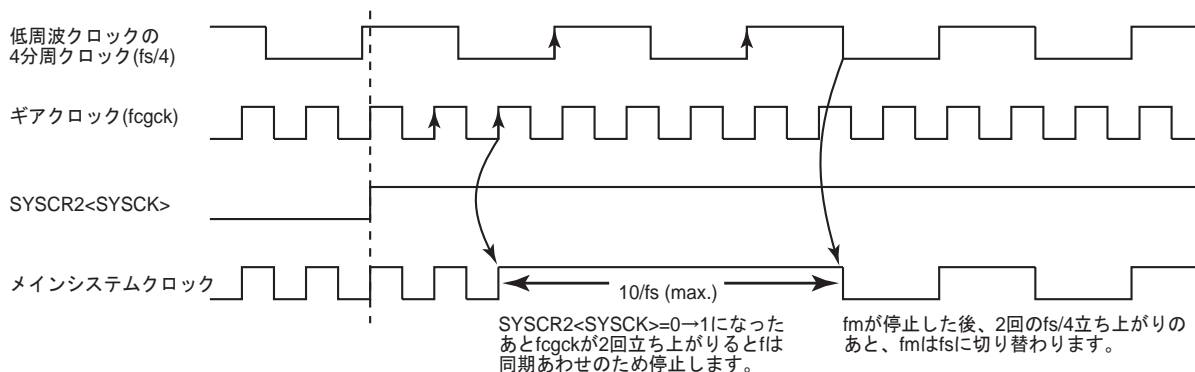 低周波クロックの
4分周クロック(fs/4)
ギアクロック(fcgck)
SYSCR2<SYSCK>
メインシステムクロック
10/fs (max.)
SYSCR2<SYSCK>=0→1になった
あとfcgckが2回立ち上がりるとfは
同期あわせのため停止します。
fmが停止した後、2回のfs/4立ち上がりの
あと、fmはfsに切り替わります。